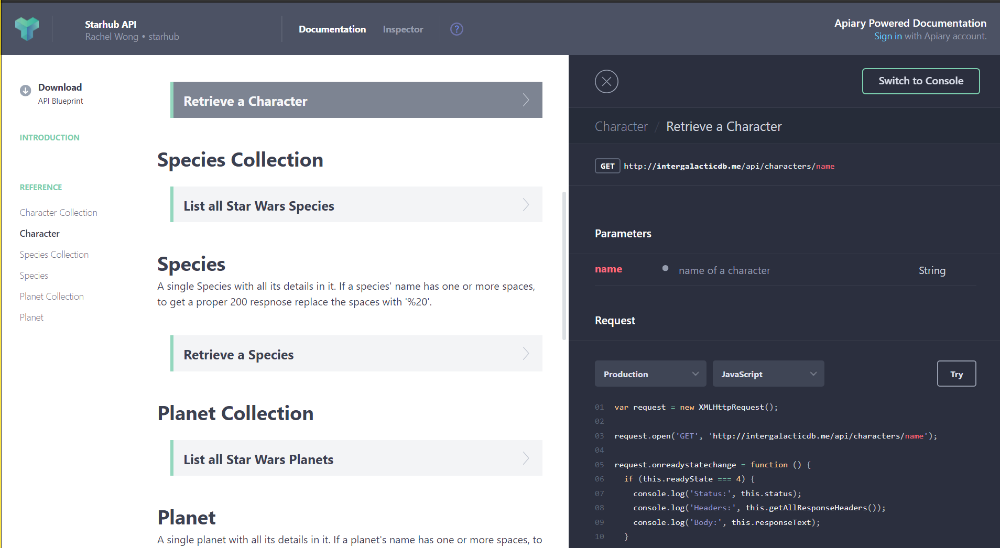 Starhub API
Rachel Wong • starhub
Documentation
Inspector
?
Apiary Powered Documentation
Sign in with Apiary account.
Download
API Blueprint
INTRODUCTION
REFERENCE
Character Collection
Character
Species Collection
Species
Planet Collection
Planet
Retrieve a Character
Species Collection
List all Star Wars Species
Species
A single Species with all its details in it. If a species' name has one or more spaces,
to get a proper 200 respnose replace the spaces with '%20'.
Retrieve a Species
Planet Collection
List all Star Wars Planets
Planet
A single planet with all its details in it. If a planet's name has one or more spaces, to
Switch to Console
Character / Retrieve a Character
GET http://intergalacticdb.me/api/characters/name
Parameters
name
name of a character
String
Request
Production
JavaScript
Try
01 var request = new XMLHttpRequest();
02
03 request.open('GET', 'http://intergalacticdb.me/api/characters/name');
04
05 request.onreadystatechange = function () {
06   if (this.readyState === 4) {
07     console.log('Status:', this.status);
08     console.log('Headers:', this.getAllResponseHeaders());
09     console.log('Body:', this.responseText);
10   }